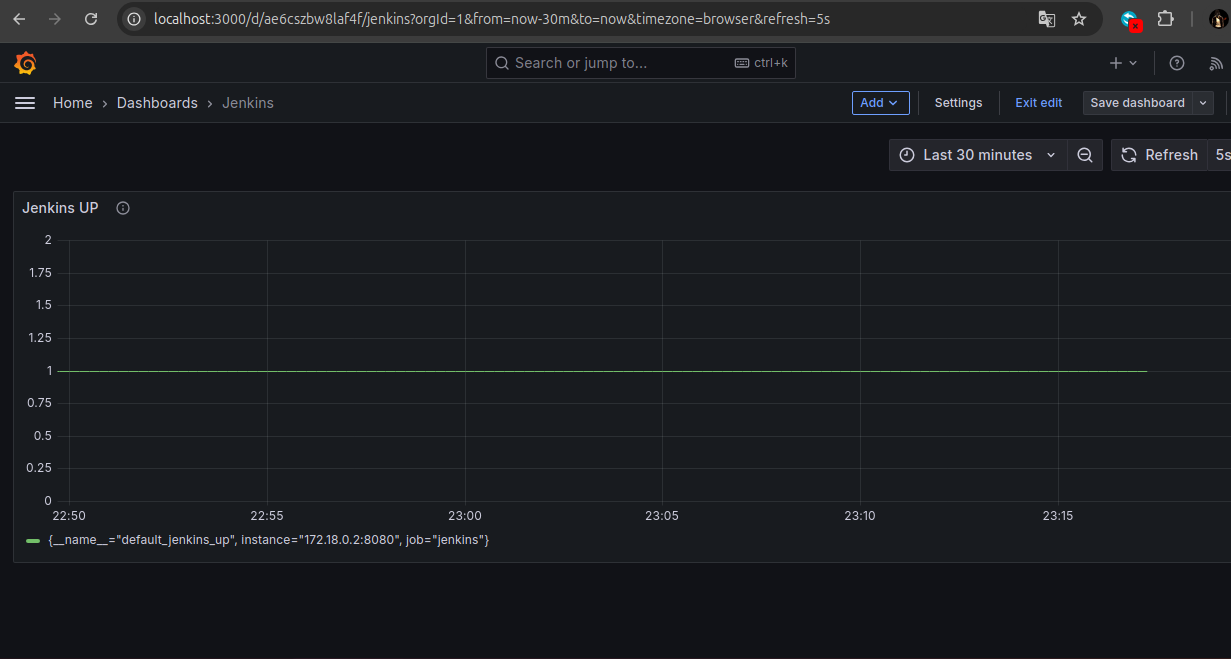 localhost:3000/d/ae6cszbw8laf4f/jenkins?orgId=1&from=now-30m&to=now&timezone=browser&refresh=5s
Search or jump to... ctrl+k
Home › Dashboards › Jenkins Add Settings Exit edit Save dashboard
Last 30 minutes Refresh 5s
Jenkins UP
2
1.75
1.5
1.25
1
0.75
0.5
0.25
0
22:50 22:55 23:00 23:05 23:10 23:15
{__name__="default_jenkins_up", instance="172.18.0.2:8080", job="jenkins"}